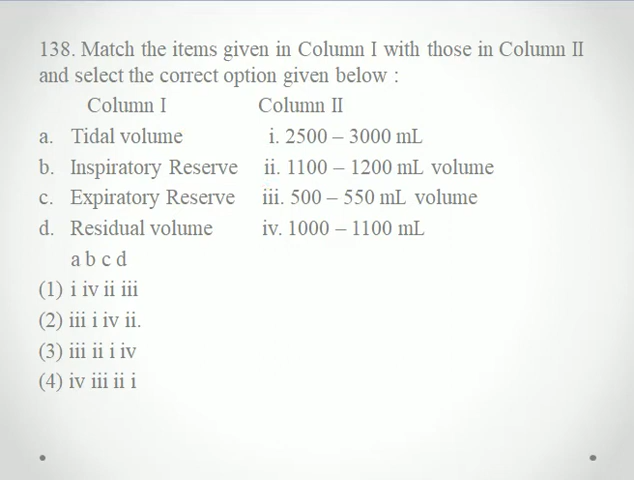 138. Match the items given in Column I with those in Column II
and select the correct option given below :
Column I Column II
a. Tidal volume i. 2500 – 3000 mL
b. Inspiratory Reserve ii. 1100 – 1200 mL volume
c. Expiratory Reserve iii. 500 – 550 mL volume
d. Residual volume iv. 1000 – 1100 mL
a b c d
(1) i iv ii iii
(2) iii i iv ii.
(3) iii ii i iv
(4) iv iii ii i